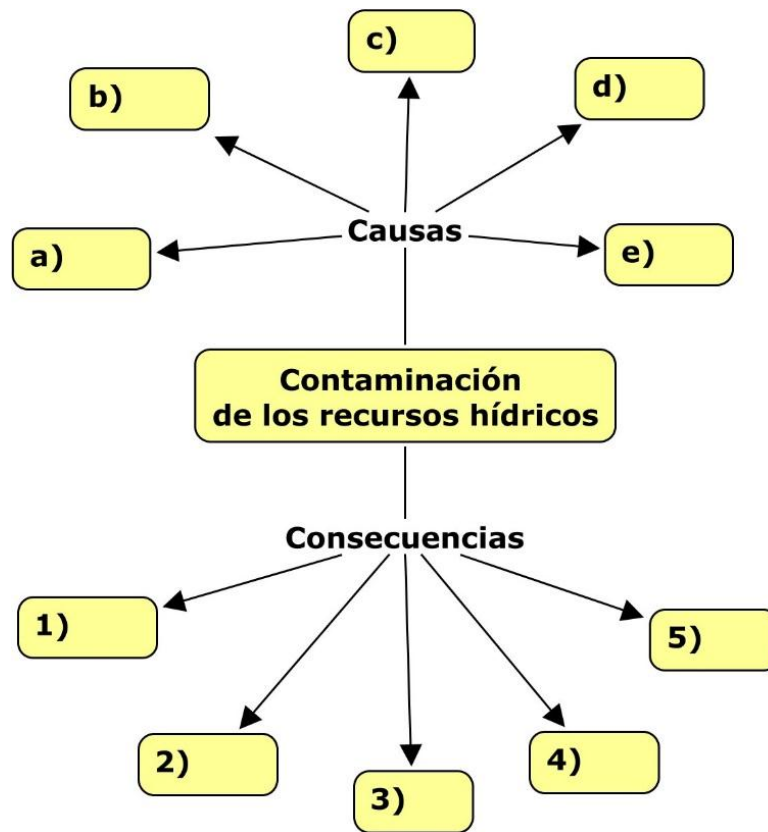 c)
b)
d)
Causas
a)
e)
Contaminación
de los recursos hídricos
Consecuencias
1)
5)
2)
4)
3)